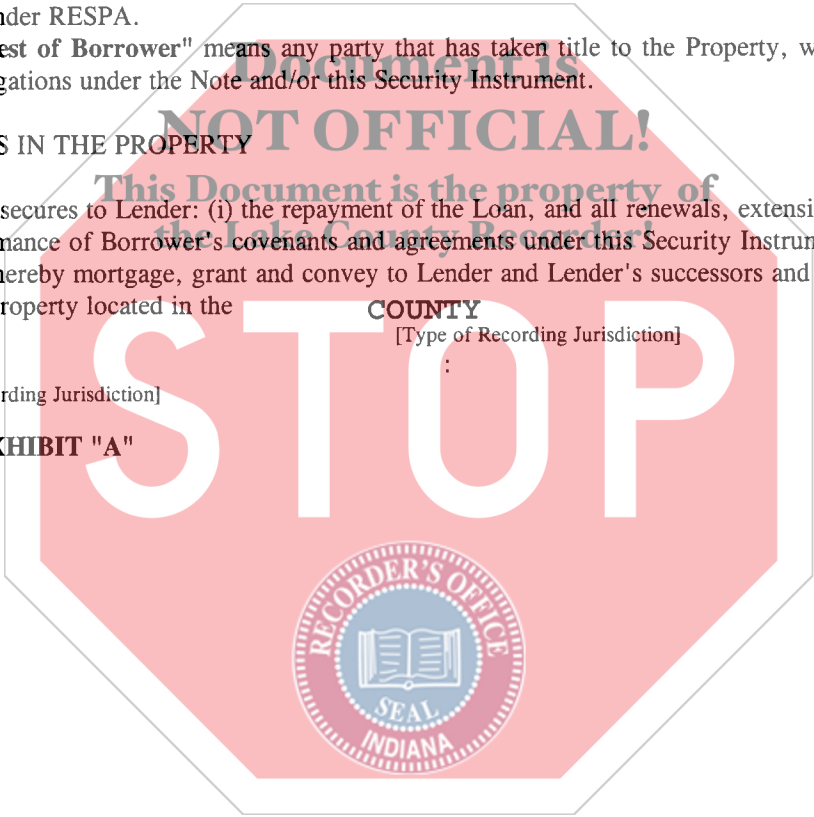 nder RESPA.
est of Borrower" means any party that has taken title to the Property, w
Document is
gations under the Note and/or this Security Instrument.
NOT OFFICIAL!
S IN THE PROPERTY
This Document is the property of
secures to Lender: (i) the repayment of the Loan, and all renewals, extensi
the Lake County Recorder!
nance of Borrower's covenants and agreements under this Security Instrum
hereby mortgage, grant and convey to Lender and Lender's successors and
roperty located in the COUNTY
[Type of Recording Jurisdiction]
:
rding Jurisdiction]
XHIBIT "A"
STOP
RECORDER'S OFFICE
SEAL
INDIANA